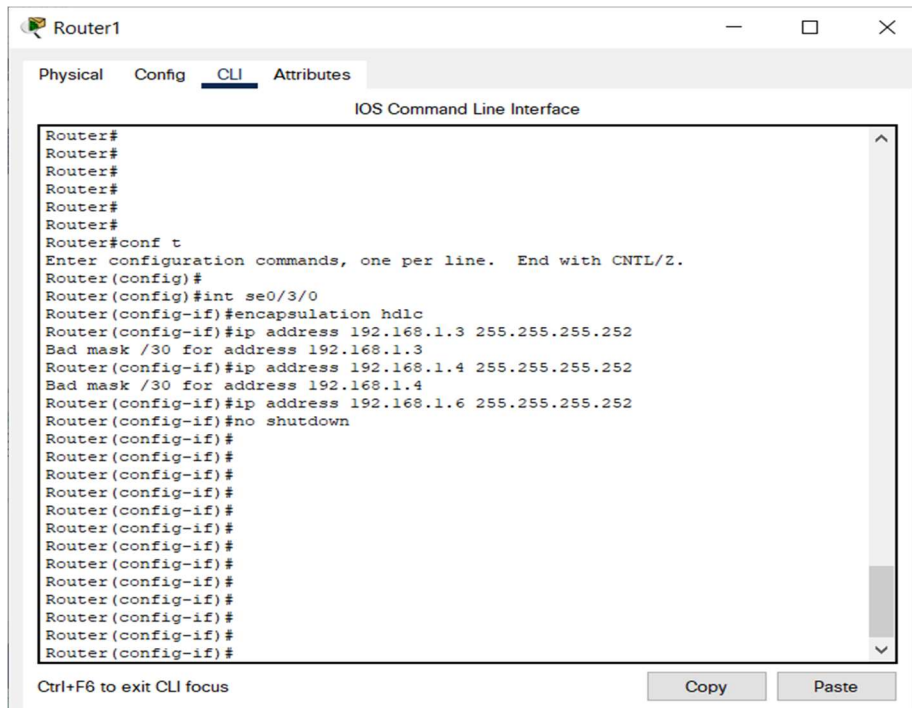 Router1
Physical Config CLI Attributes
IOS Command Line Interface
Router#
Router#
Router#
Router#
Router#
Router#
Router#conf t
Enter configuration commands, one per line.  End with CNTL/Z.
Router(config)#
Router(config)#int se0/3/0
Router(config-if)#encapsulation hdlc
Router(config-if)#ip address 192.168.1.3 255.255.255.252
Bad mask /30 for address 192.168.1.3
Router(config-if)#ip address 192.168.1.4 255.255.255.252
Bad mask /30 for address 192.168.1.4
Router(config-if)#ip address 192.168.1.6 255.255.255.252
Router(config-if)#no shutdown
Router(config-if)#
Router(config-if)#
Router(config-if)#
Router(config-if)#
Router(config-if)#
Router(config-if)#
Router(config-if)#
Router(config-if)#
Router(config-if)#
Router(config-if)#
Router(config-if)#
Router(config-if)#
Router(config-if)#
Ctrl+F6 to exit CLI focus Copy Paste